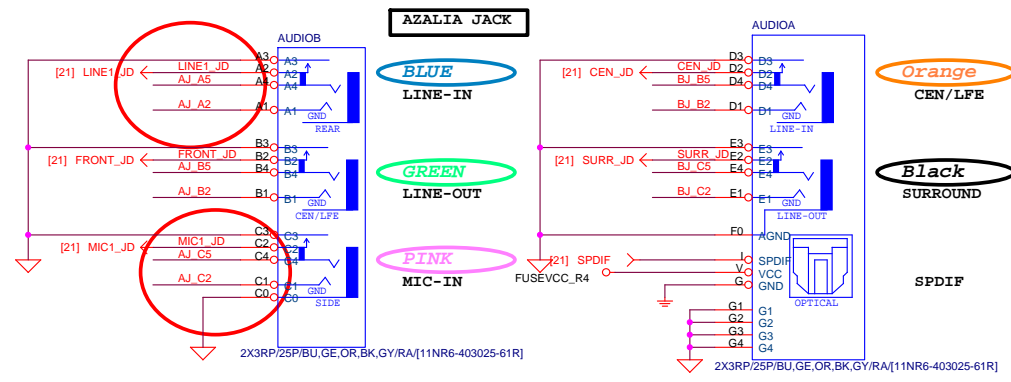 AZALIA JACK
AUDIOB
A3 A3
[21] LINE1_JD LINE1_JD A2 A2
AJ_A5 A4 A4
AJ_A2 A1 A1
GND
REAR
BLUE
LINE-IN
B3 B3
[21] FRONT_JD FRONT_JD B2 B2
AJ_B5 B4 B4
AJ_B2 B1 B1
GND
CEN/LFE
GREEN
LINE-OUT
C3 C3
[21] MIC1_JD MIC1_JD C2 C2
AJ_C5 C4 C4
AJ_C2 C1 C1
GND
C0 C0
SIDE
PINK
MIC-IN
2X3RP/25P/BU,GE,OR,BK,GY/RA/[11NR6-403025-61R]
AUDIOA
D3 D3
[21] CEN_JD CEN_JD D2 D2
BJ_B5 D4 D4
BJ_B2 D1 D1
GND
LINE-IN
Orange
CEN/LFE
E3 E3
[21] SURR_JD SURR_JD E2 E2
BJ_C5 E4 E4
BJ_C2 E1 E1
GND
LINE-OUT
Black
SURROUND
F0 AGND
[21] SPDIF I SPDIF
FUSEVCC_R4 V VCC
G GND
OPTICAL
SPDIF
G1 G1
G2 G2
G3 G3
G4 G4
2X3RP/25P/BU,GE,OR,BK,GY/RA/[11NR6-403025-61R]